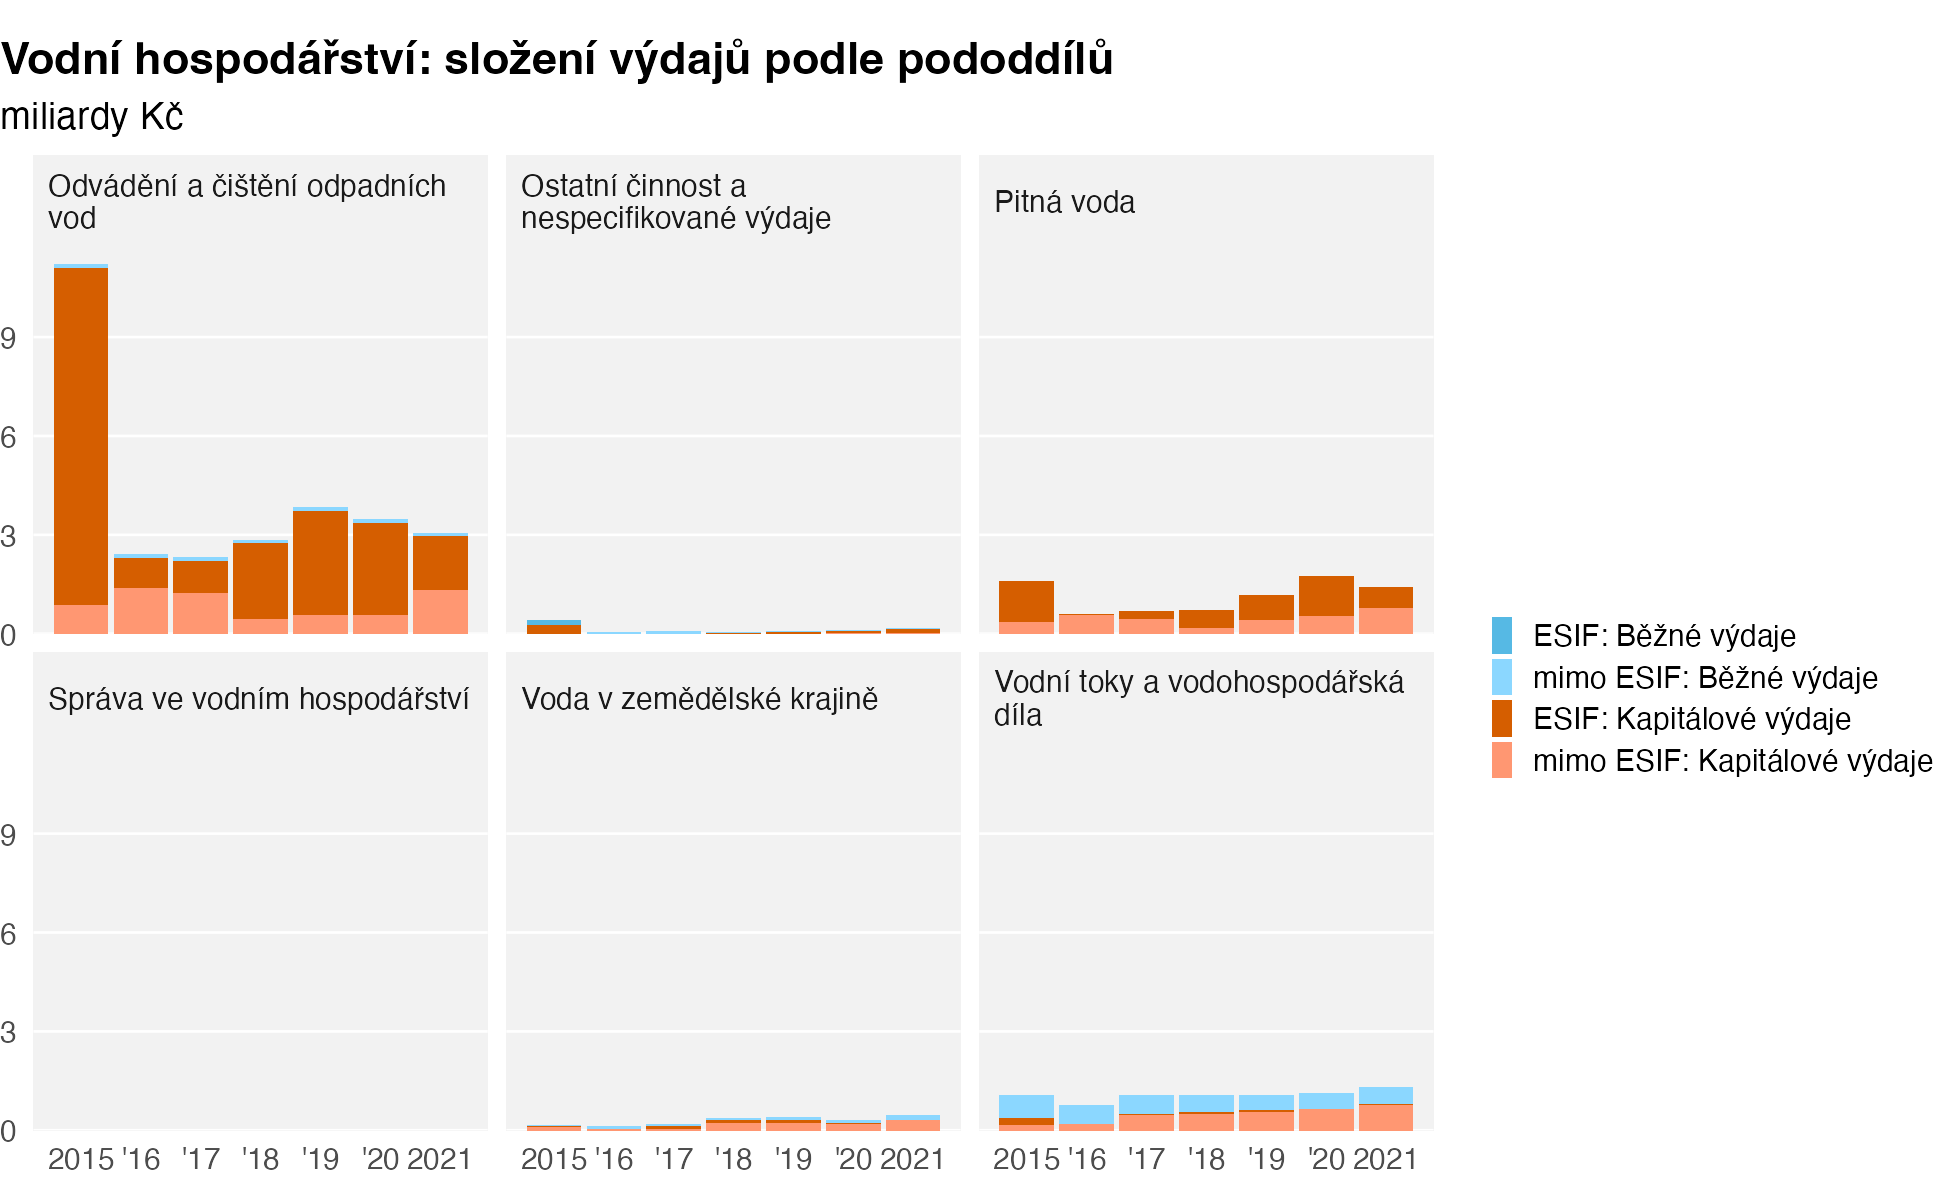 Vodní hospodářství: složení výdajů podle pododdílů
miliardy Kč
Odvádění a čištění odpadních
vod
Ostatní činnost a
nespecifikované výdaje
Pitná voda
9
6
3
0
Správa ve vodním hospodářství
Voda v zemědělské krajině
Vodní toky a vodohospodářská
díla
9
6
3
0
2015 '16 '17 '18 '19 '20 2021
2015 '16 '17 '18 '19 '20 2021
2015 '16 '17 '18 '19 '20 2021
ESIF: Běžné výdaje
mimo ESIF: Běžné výdaje
ESIF: Kapitálové výdaje
mimo ESIF: Kapitálové výdaje